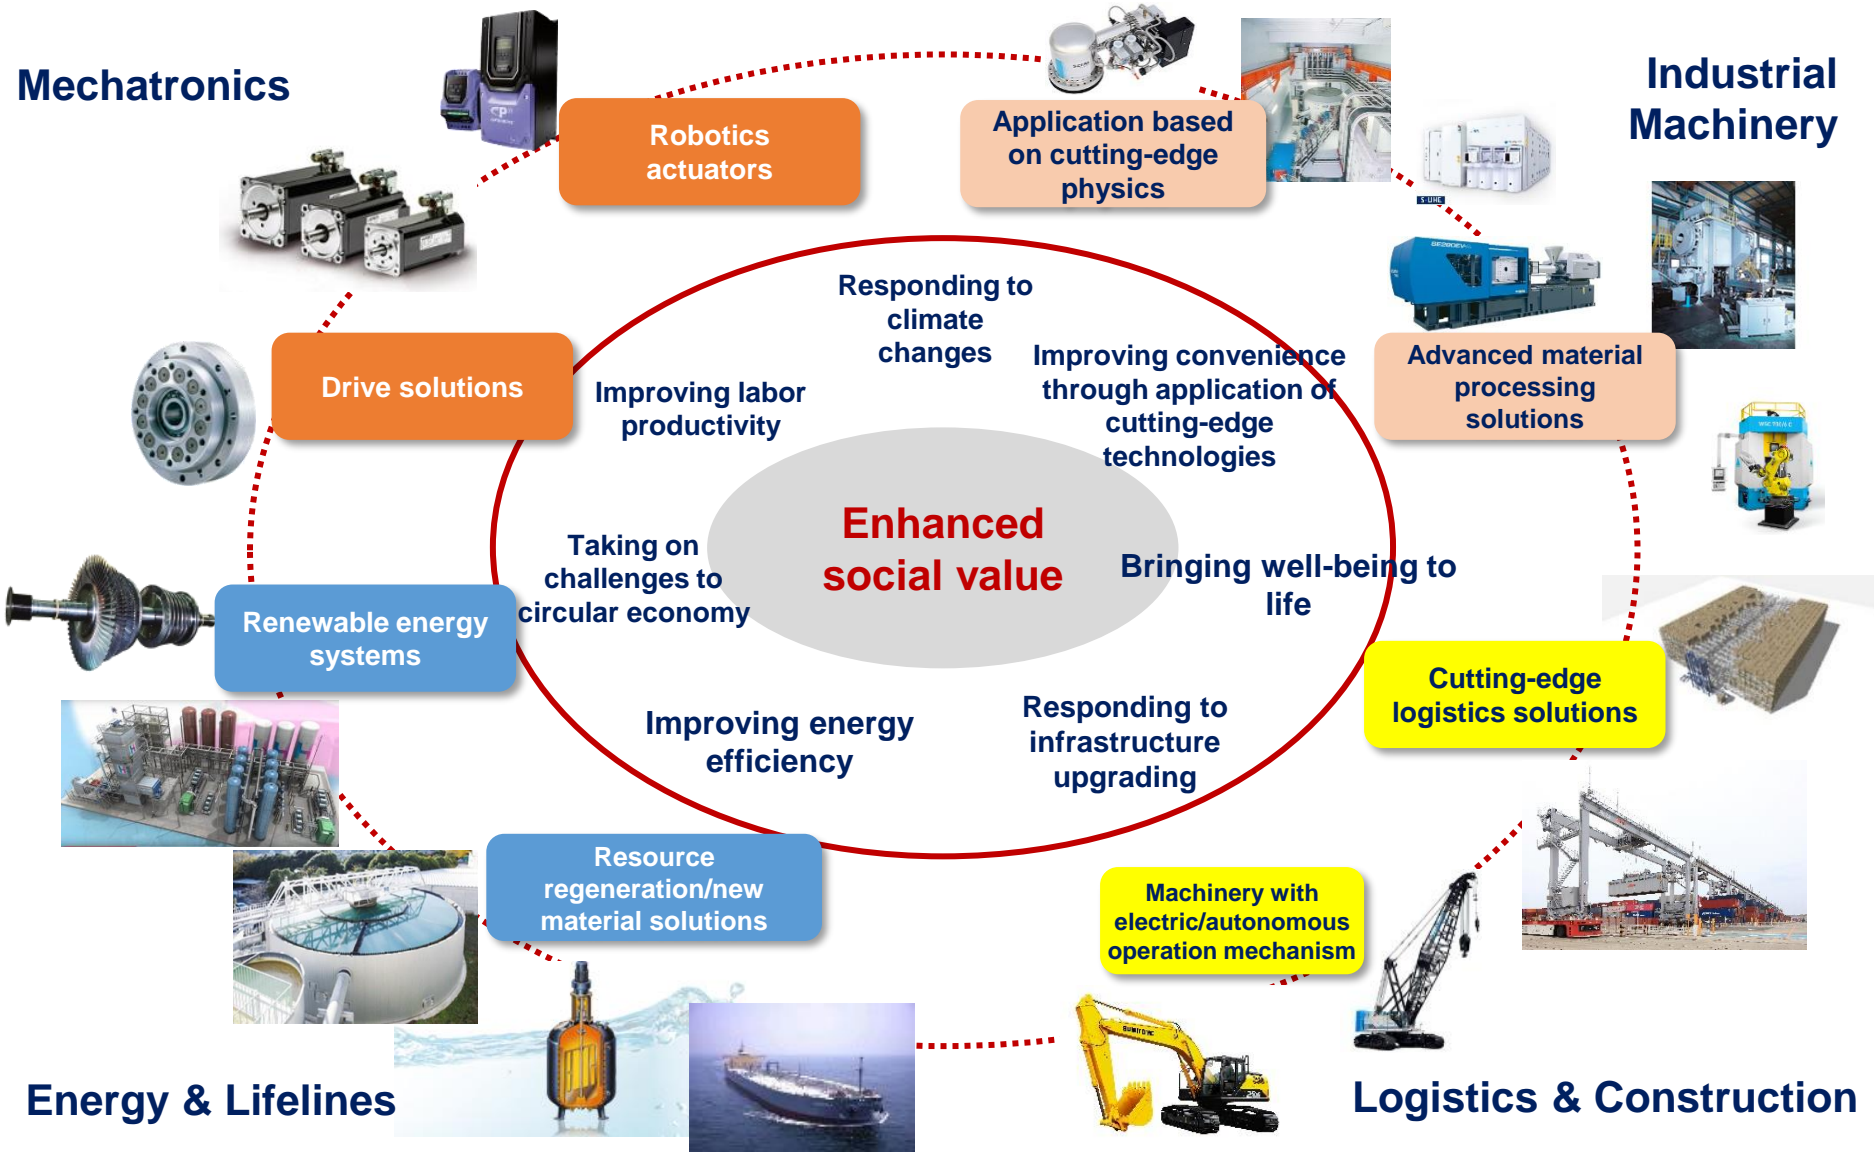 Mechatronics
Industrial
Machinery
Robotics
actuators
Application based
on cutting-edge
physics
S-UHE
SE280EV
Responding to
climate
changes
Improving convenience
through application of
cutting-edge
technologies
Advanced material
processing
solutions
Drive solutions
Improving labor
productivity
Enhanced
social value
Taking on
challenges to
circular economy
Bringing well-being to
life
Renewable energy
systems
Cutting-edge
logistics solutions
Improving energy
efficiency
Responding to
infrastructure
upgrading
Resource
regeneration/new
material solutions
Machinery with
electric/autonomous
operation mechanism
SUMITOMO
Energy & Lifelines
Logistics & Construction